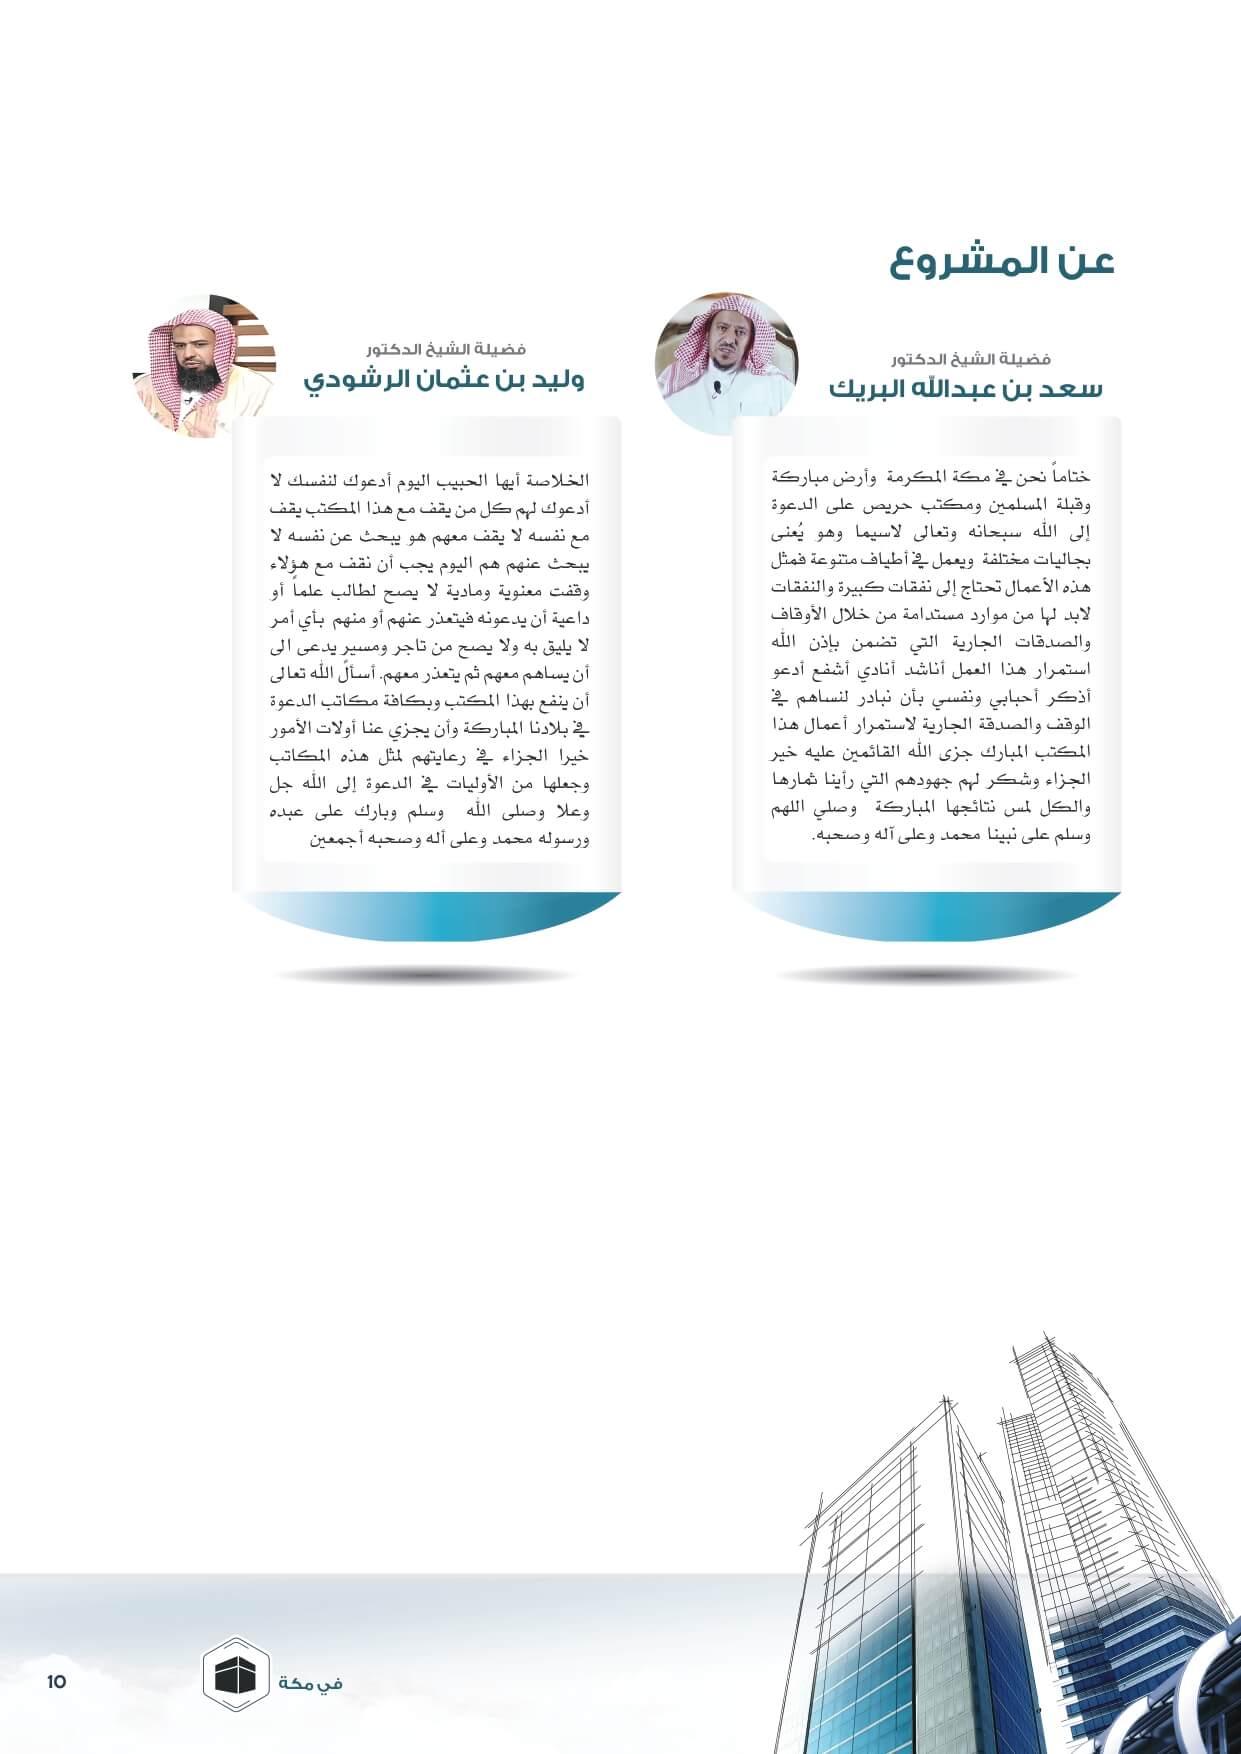 عن المشروع
فضيلة الشيخ الدكتور
سعد بن عبدالله البريك
ختاماً نحن في مكة المكرمة وأرض مباركة
وقبلة المسلمين ومكتب حريص على الدعوة
إلى الله سبحانه وتعالى لاسيما وهو يُعنى
بجاليات مختلفة ويعمل في أطياف متنوعة فمثل
هذه الأعمال تحتاج إلى نفقات كبيرة والنفقات
لابد لها من موارد مستدامة من خلال الأوقاف
والصدقات الجارية التي تضمن بإذن الله
استمرار هذا العمل أناشد أنادي أشفع أدعو
أذكر أحبابي ونفسي بأن نبادر لنساهم في
الوقف والصدقة الجارية لاستمرار أعمال هذا
المكتب المبارك جزى الله القائمين عليه خير
الجزاء وشكر لهم جهودهم التي رأينا ثمارها
والكل لمس نتائجها المباركة وصلي اللهم
وسلم على نبينا محمد وعلى آله وصحبه.
فضيلة الشيخ الدكتور
وليد بن عثمان الرشودي
الخلاصة أيها الحبيب اليوم أدعوك لنفسك لا
أدعوك لهم كل من يقف مع هذا المكتب يقف
مع نفسه لا يقف معهم هو يبحث عن نفسه لا
يبحث عنهم هم اليوم يجب أن نقف مع هؤلاء
وقفت معنوية ومادية لا يصح لطالب علماً أو
داعية أن يدعونه فيتعذر عنهم أو منهم بأي أمر
لا يليق به ولا يصح من تاجر ومسير يدعى الى
أن يساهم معهم ثم يتعذر معهم. أسألُ الله تعالى
أن ينفع بهذا المكتب وبكافة مكاتب الدعوة
في بلادنا المباركة وأن يجزي عنا أولات الأمور
خيرا الجزاء في رعايتهم لمثل هذه المكاتب
وجعلها من الأوليات في الدعوة إلى الله جل
وعلا وصلى الله وسلم وبارك على عبده
ورسوله محمد وعلى أله وصحبه أجمعين
في مكة
10